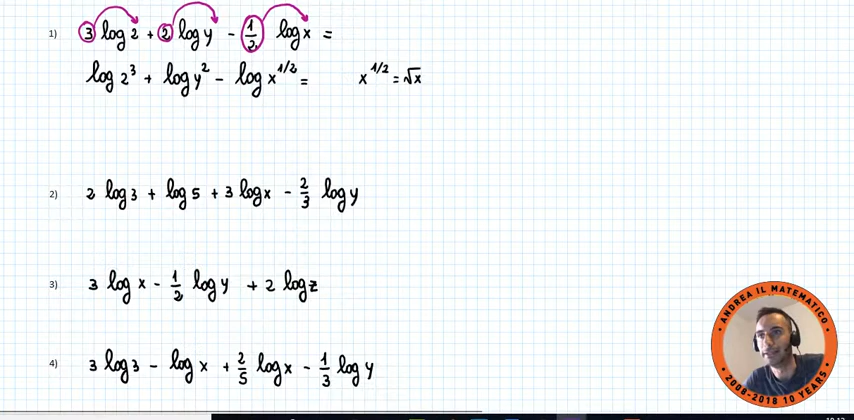 1) 3 log 2 + 2 log y - 1/2 log x =
log 2³ + log y² - log x^1/2 = x^1/2 = √x
2) 2 log 3 + log 5 + 3 log x - 2/3 log y
3) 3 log x - 1/2 log y + 2 log z
4) 3 log 3 - log x + 2/5 log x - 1/3 log y
• ANDREA IL MATEMATICO •
2008-2018 10 YEARS